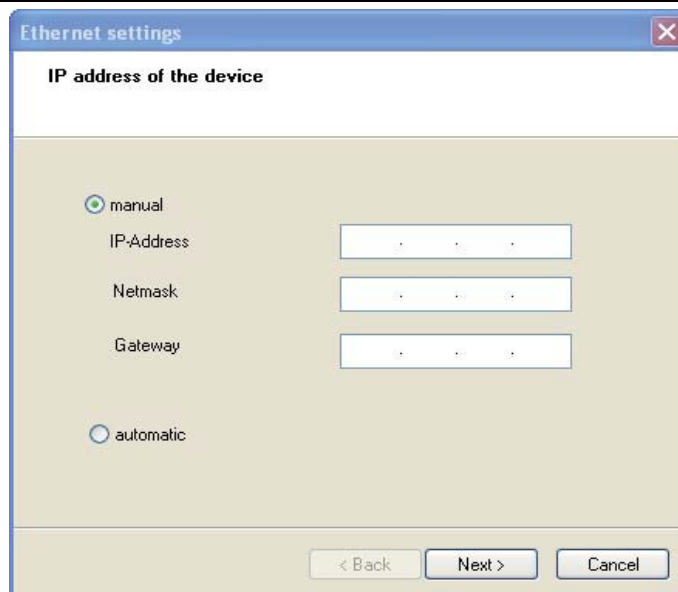 Ethernet settings
IP address of the device
manual
IP-Address . . .
Netmask . . .
Gateway . . .
automatic
< Back Next > Cancel